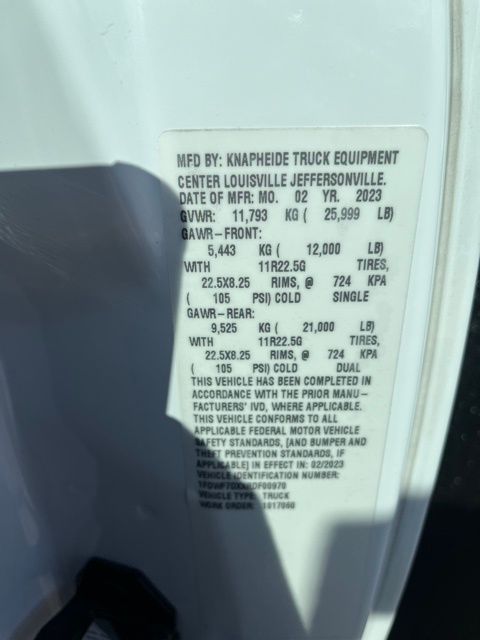 MFD BY: KNAPHEIDE TRUCK EQUIPMENT
CENTER LOUISVILLE JEFFERSONVILLE.
DATE OF MFR: MO. 02 YR. 2023
GVWR: 11,793 KG ( 25,999 LB)
GAWR-FRONT:
5,443 KG ( 12,000 LB)
WITH 11R22.5G TIRES,
22.5X8.25 RIMS, @ 724 KPA
( 105 PSI) COLD SINGLE
GAWR-REAR:
9,525 KG ( 21,000 LB)
WITH 11R22.5G TIRES,
22.5X8.25 RIMS, @ 724 KPA
( 105 PSI) COLD DUAL
THIS VEHICLE HAS BEEN COMPLETED IN
ACCORDANCE WITH THE PRIOR MANU-
FACTURERS' IVD, WHERE APPLICABLE.
THIS VEHICLE CONFORMS TO ALL
APPLICABLE FEDERAL MOTOR VEHICLE
SAFETY STANDARDS, [AND BUMPER AND
THEFT PREVENTION STANDARDS, IF
APPLICABLE] IN EFFECT IN: 02/2023
VEHICLE IDENTIFICATION NUMBER:
VEHICLE TYPE: TRUCK
WORK ORDER: